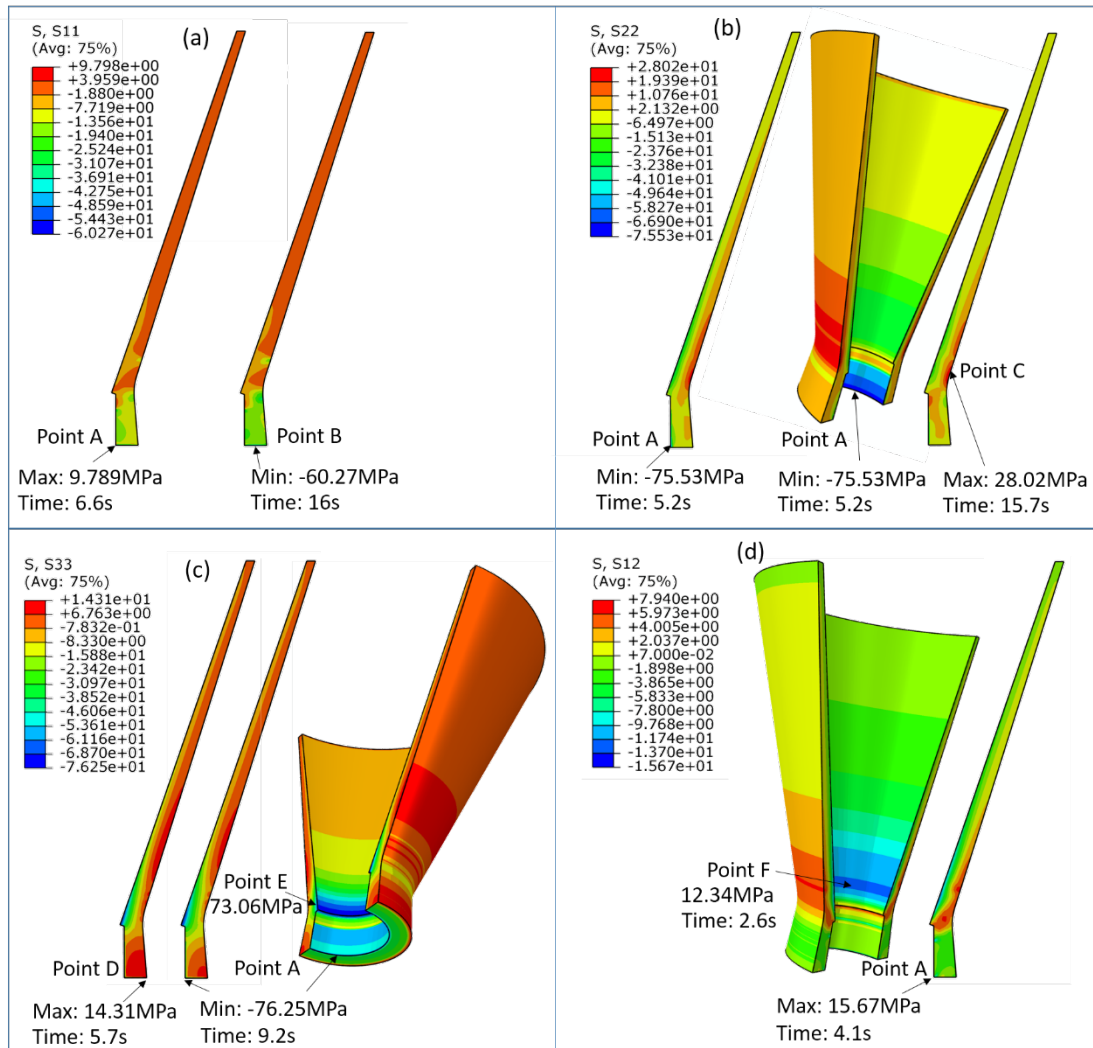 (a)
S, S11
(Avg: 75%)
+9.798e+00
+3.959e+00
-1.880e+00
-7.719e+00
-1.356e+01
-1.940e+01
-2.524e+01
-3.107e+01
-3.691e+01
-4.275e+01
-4.859e+01
-5.443e+01
-6.027e+01
Point A
Max: 9.789MPa
Time: 6.6s
Point B
Min: -60.27MPa
Time: 16s
(b)
S, S22
(Avg: 75%)
+2.802e+01
+1.939e+01
+1.076e+01
+2.132e+00
-6.497e+00
-1.513e+01
-2.376e+01
-3.238e+01
-4.101e+01
-4.964e+01
-5.827e+01
-6.690e+01
-7.553e+01
Point A
Min: -75.53MPa
Time: 5.2s
Point A
Min: -75.53MPa
Time: 5.2s
Point C
Max: 28.02MPa
Time: 15.7s
(c)
S, S33
(Avg: 75%)
+1.431e+01
+6.763e+00
-7.832e-01
-8.330e+00
-1.588e+01
-2.342e+01
-3.097e+01
-3.852e+01
-4.606e+01
-5.361e+01
-6.116e+01
-6.870e+01
-7.625e+01
Point E
73.06MPa
Point D
Max: 14.31MPa
Time: 5.7s
Point A
Min: -76.25MPa
Time: 9.2s
(d)
S, S12
(Avg: 75%)
+7.940e+00
+5.973e+00
+4.005e+00
+2.037e+00
+7.000e-02
-1.898e+00
-3.865e+00
-5.833e+00
-7.800e+00
-9.768e+00
-1.174e+01
-1.370e+01
-1.567e+01
Point F
12.34MPa
Time: 2.6s
Point A
Max: 15.67MPa
Time: 4.1s